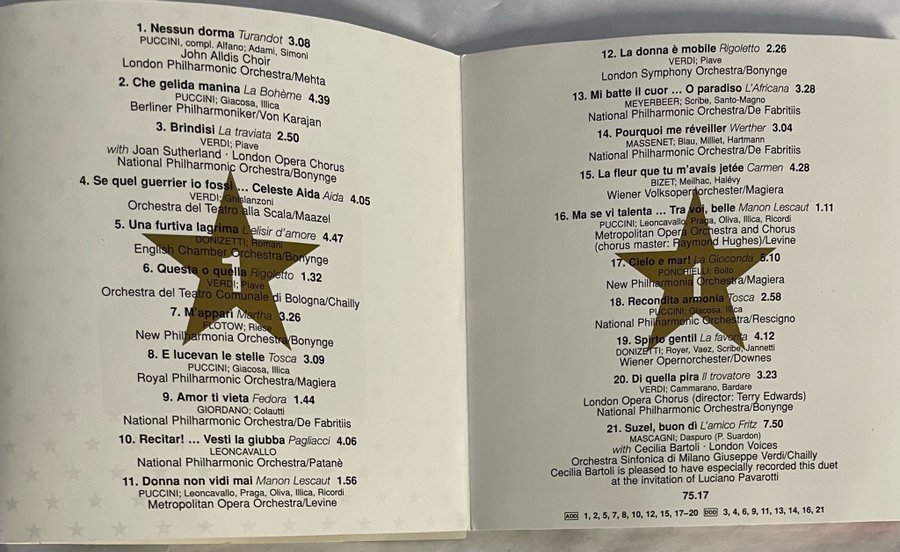 1. Nessun dorma Turandot 3.08
PUCCINI, compl. Alfano; Adami, Simoni
John Alldis Choir
London Philharmonic Orchestra/Mehta
2. Che gelida manina La Bohème 4.39
PUCCINI; Giacosa, Illica
Berliner Philharmoniker/Von Karajan
3. Brindisi La traviata 2.50
VERDI; Piave
with Joan Sutherland · London Opera Chorus
National Philharmonic Orchestra/Bonynge
4. Se quel guerrier io fossi ... Celeste Aida Aida 4.05
VERDI; Ghislanzoni
Orchestra del Teatro alla Scala/Maazel
5. Una furtiva lagrima L'elisir d'amore 4.47
DONIZETTI; Romani
English Chamber Orchestra/Bonynge
6. Questa o quella Rigoletto 1.32
VERDI; Piave
Orchestra del Teatro Comunale di Bologna/Chailly
7. M'apparì Martha 3.26
FLOTOW; Riese
New Philharmonia Orchestra/Bonynge
8. E lucevan le stelle Tosca 3.09
PUCCINI; Giacosa, Illica
Royal Philharmonic Orchestra/Magiera
9. Amor ti vieta Fedora 1.44
GIORDANO; Colautti
National Philharmonic Orchestra/De Fabritiis
10. Recitar! ... Vesti la giubba Pagliacci 4.06
LEONCAVALLO
National Philharmonic Orchestra/Patanè
11. Donna non vidi mai Manon Lescaut 1.56
PUCCINI; Leoncavallo, Praga, Oliva, Illica, Ricordi
Metropolitan Opera Orchestra/Levine
1
12. La donna è mobile Rigoletto 2.26
VERDI; Piave
London Symphony Orchestra/Bonynge
13. Mi batte il cuor ... O paradiso L'Africana 3.28
MEYERBEER; Scribe, Santo-Magno
National Philharmonic Orchestra/De Fabritiis
14. Pourquoi me réveiller Werther 3.04
MASSENET; Blau, Milliet, Hartmann
National Philharmonic Orchestra/De Fabritiis
15. La fleur que tu m'avais jetée Carmen 4.28
BIZET; Meilhac, Halévy
Wiener Volksopernorchester/Magiera
16. Ma se vi talenta ... Tra voi, belle Manon Lescaut 1.11
PUCCINI; Leoncavallo, Praga, Oliva, Illica, Ricordi
Metropolitan Opera Orchestra and Chorus
(chorus master: Raymond Hughes)/Levine
17. Cielo e mar! La Gioconda 5.10
PONCHIELLI; Boito
New Philharmonia Orchestra/Magiera
18. Recondita armonia Tosca 2.58
PUCCINI; Giacosa, Illica
National Philharmonic Orchestra/Rescigno
19. Spirto gentil La favorita 4.12
DONIZETTI; Royer, Vaez, Scribe, Jannetti
Wiener Opernorchester/Downes
20. Di quella pira Il trovatore 3.23
VERDI; Cammarano, Bardare
London Opera Chorus (director: Terry Edwards)
National Philharmonic Orchestra/Bonynge
21. Suzel, buon dì L'amico Fritz 7.50
MASCAGNI; Daspuro (P. Suardon)
with Cecilia Bartoli · London Voices
Orchestra Sinfonica di Milano Giuseppe Verdi/Chailly
Cecilia Bartoli is pleased to have especially recorded this duet
at the invitation of Luciano Pavarotti
75.17
ADD 1, 2, 5, 7, 8, 10, 12, 15, 17–20 DDD 3, 4, 6, 9, 11, 13, 14, 16, 21
1